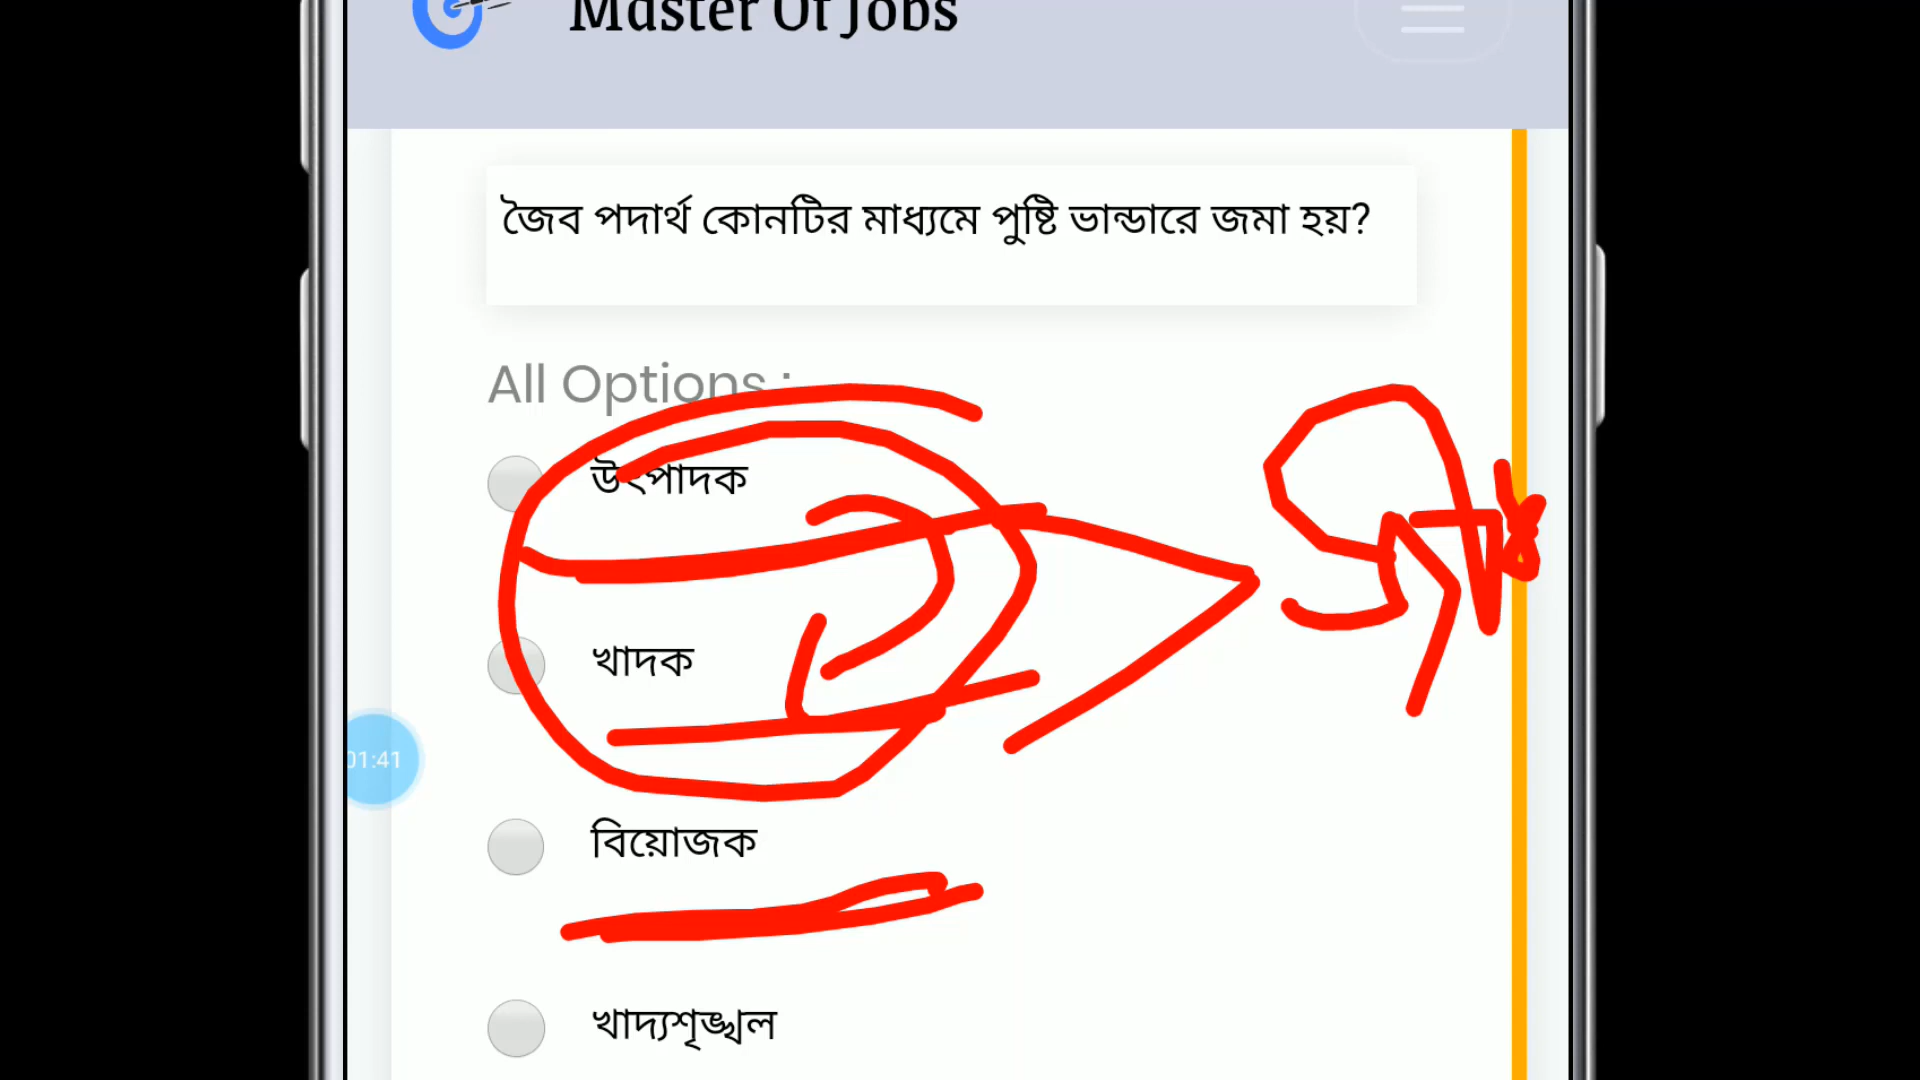 Master Of Jobs
জৈব পদার্থ কোনটির মাধ্যমে পুষ্টি ভান্ডারে জমা হয়?
All Options :
উৎপাদক
খাদক
01:41
বিয়োজক
খাদ্যশৃঙ্খল